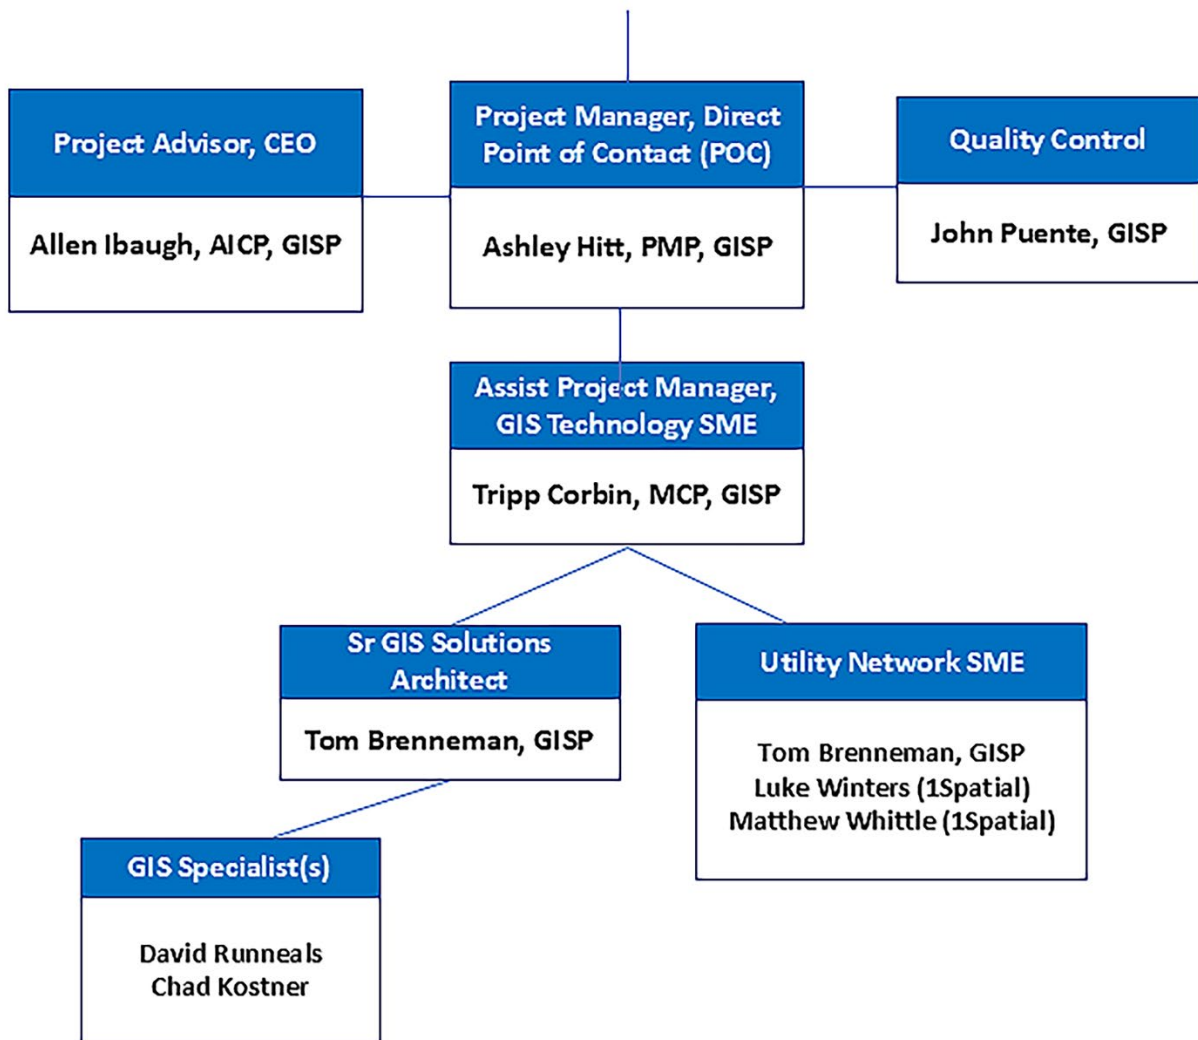 Project Advisor, CEO
Allen Ibaugh, AICP, GISP
Project Manager, Direct
Point of Contact (POC)
Ashley Hitt, PMP, GISP
Quality Control
John Puente, GISP
Assist Project Manager,
GIS Technology SME
Tripp Corbin, MCP, GISP
Sr GIS Solutions
Architect
Tom Brenneman, GISP
Utility Network SME
Tom Brenneman, GISP
Luke Winters (1Spatial)
Matthew Whittle (1Spatial)
GIS Specialist(s)
David Runneals
Chad Kostner